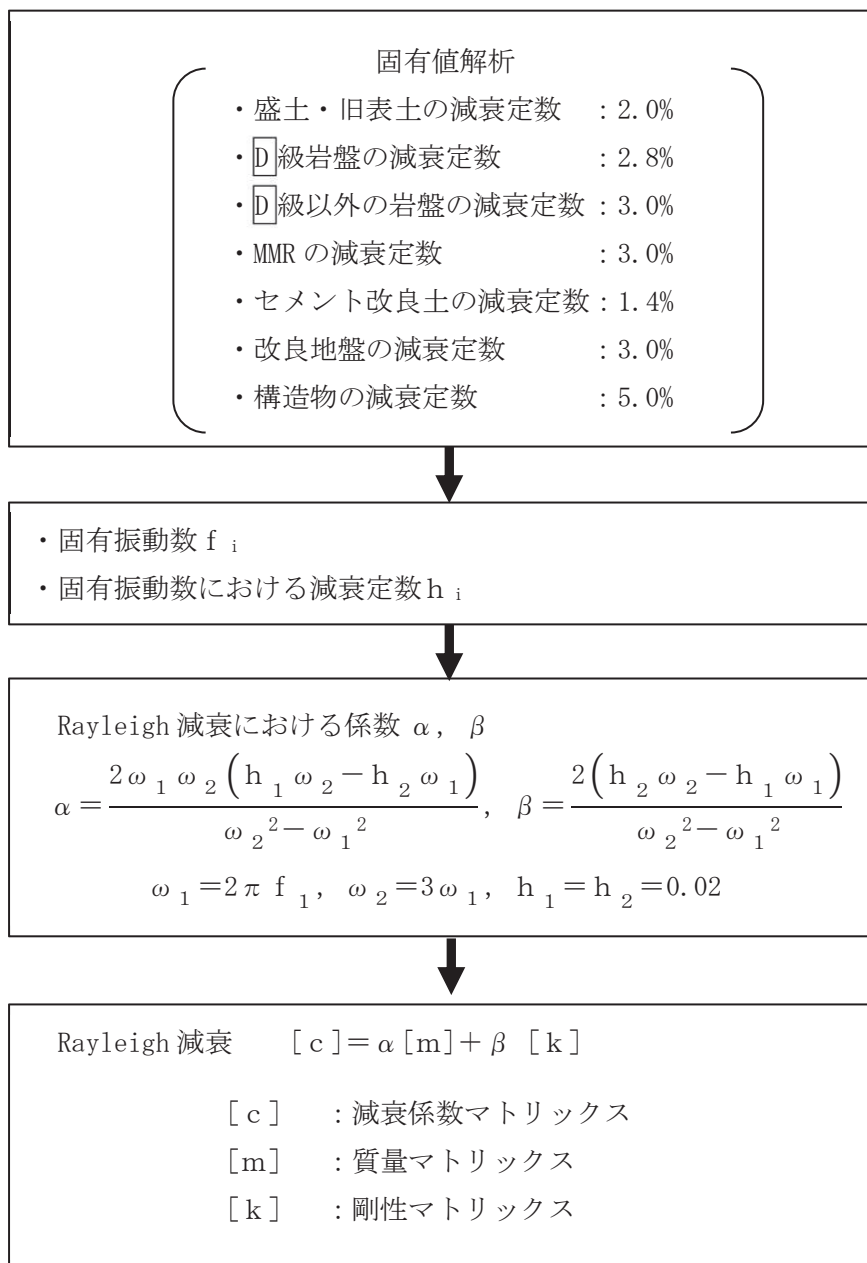 固有値解析
・盛土・旧表土の減衰定数 :2.0%
・D級岩盤の減衰定数 :2.8%
・D級以外の岩盤の減衰定数:3.0%
・MMRの減衰定数 :3.0%
・セメント改良土の減衰定数:1.4%
・改良地盤の減衰定数 :3.0%
・構造物の減衰定数 :5.0%
・固有振動数f i
・固有振動数における減衰定数h i
Rayleigh減衰における係数 α, β
α=2ω1ω2(h1ω2−h2ω1)/(ω2²−ω1²), β=2(h2ω2−h1ω1)/(ω2²−ω1²)
ω1=2πf1, ω2=3ω1, h1=h2=0.02
Rayleigh減衰 [c]=α[m]+β[k]
[c] :減衰係数マトリックス
[m] :質量マトリックス
[k] :剛性マトリックス